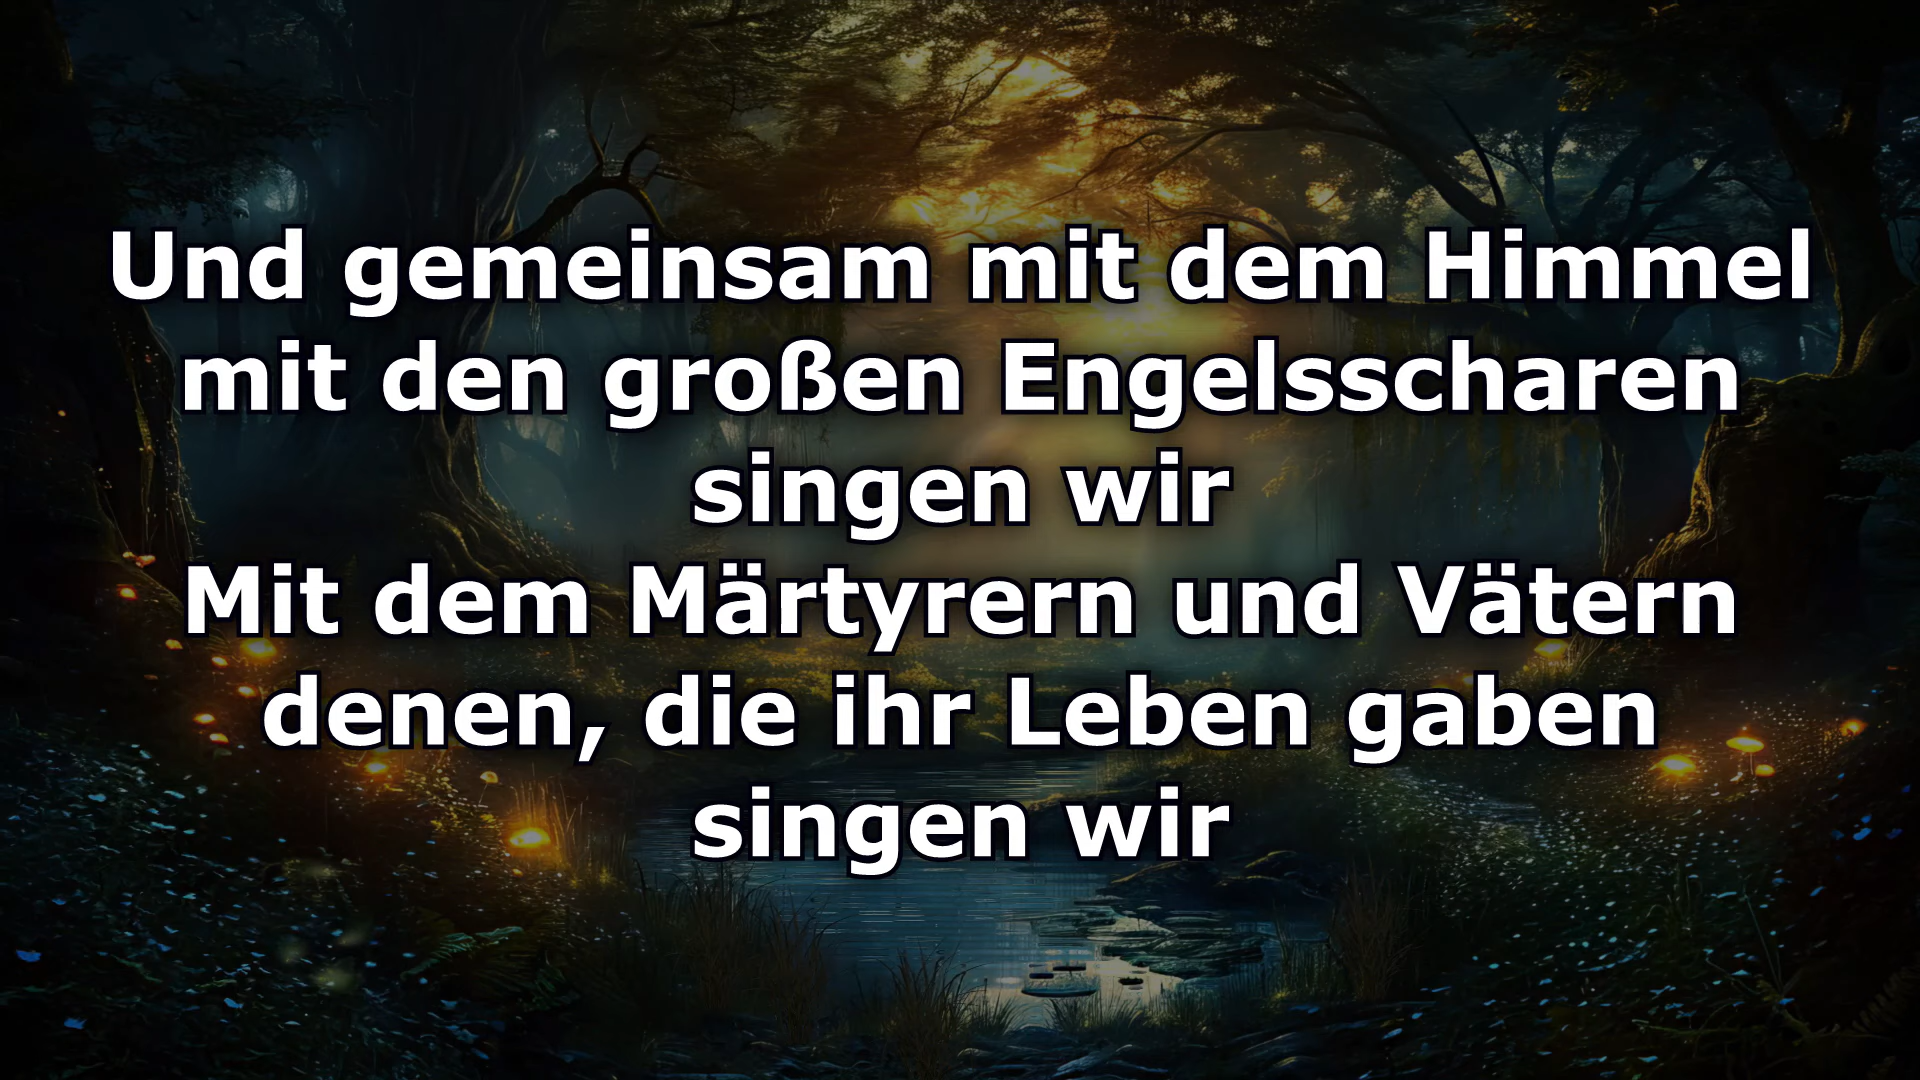 Und gemeinsam mit dem Himmel
mit den großen Engelsscharen
singen wir
Mit dem Märtyrern und Vätern
denen, die ihr Leben gaben
singen wir